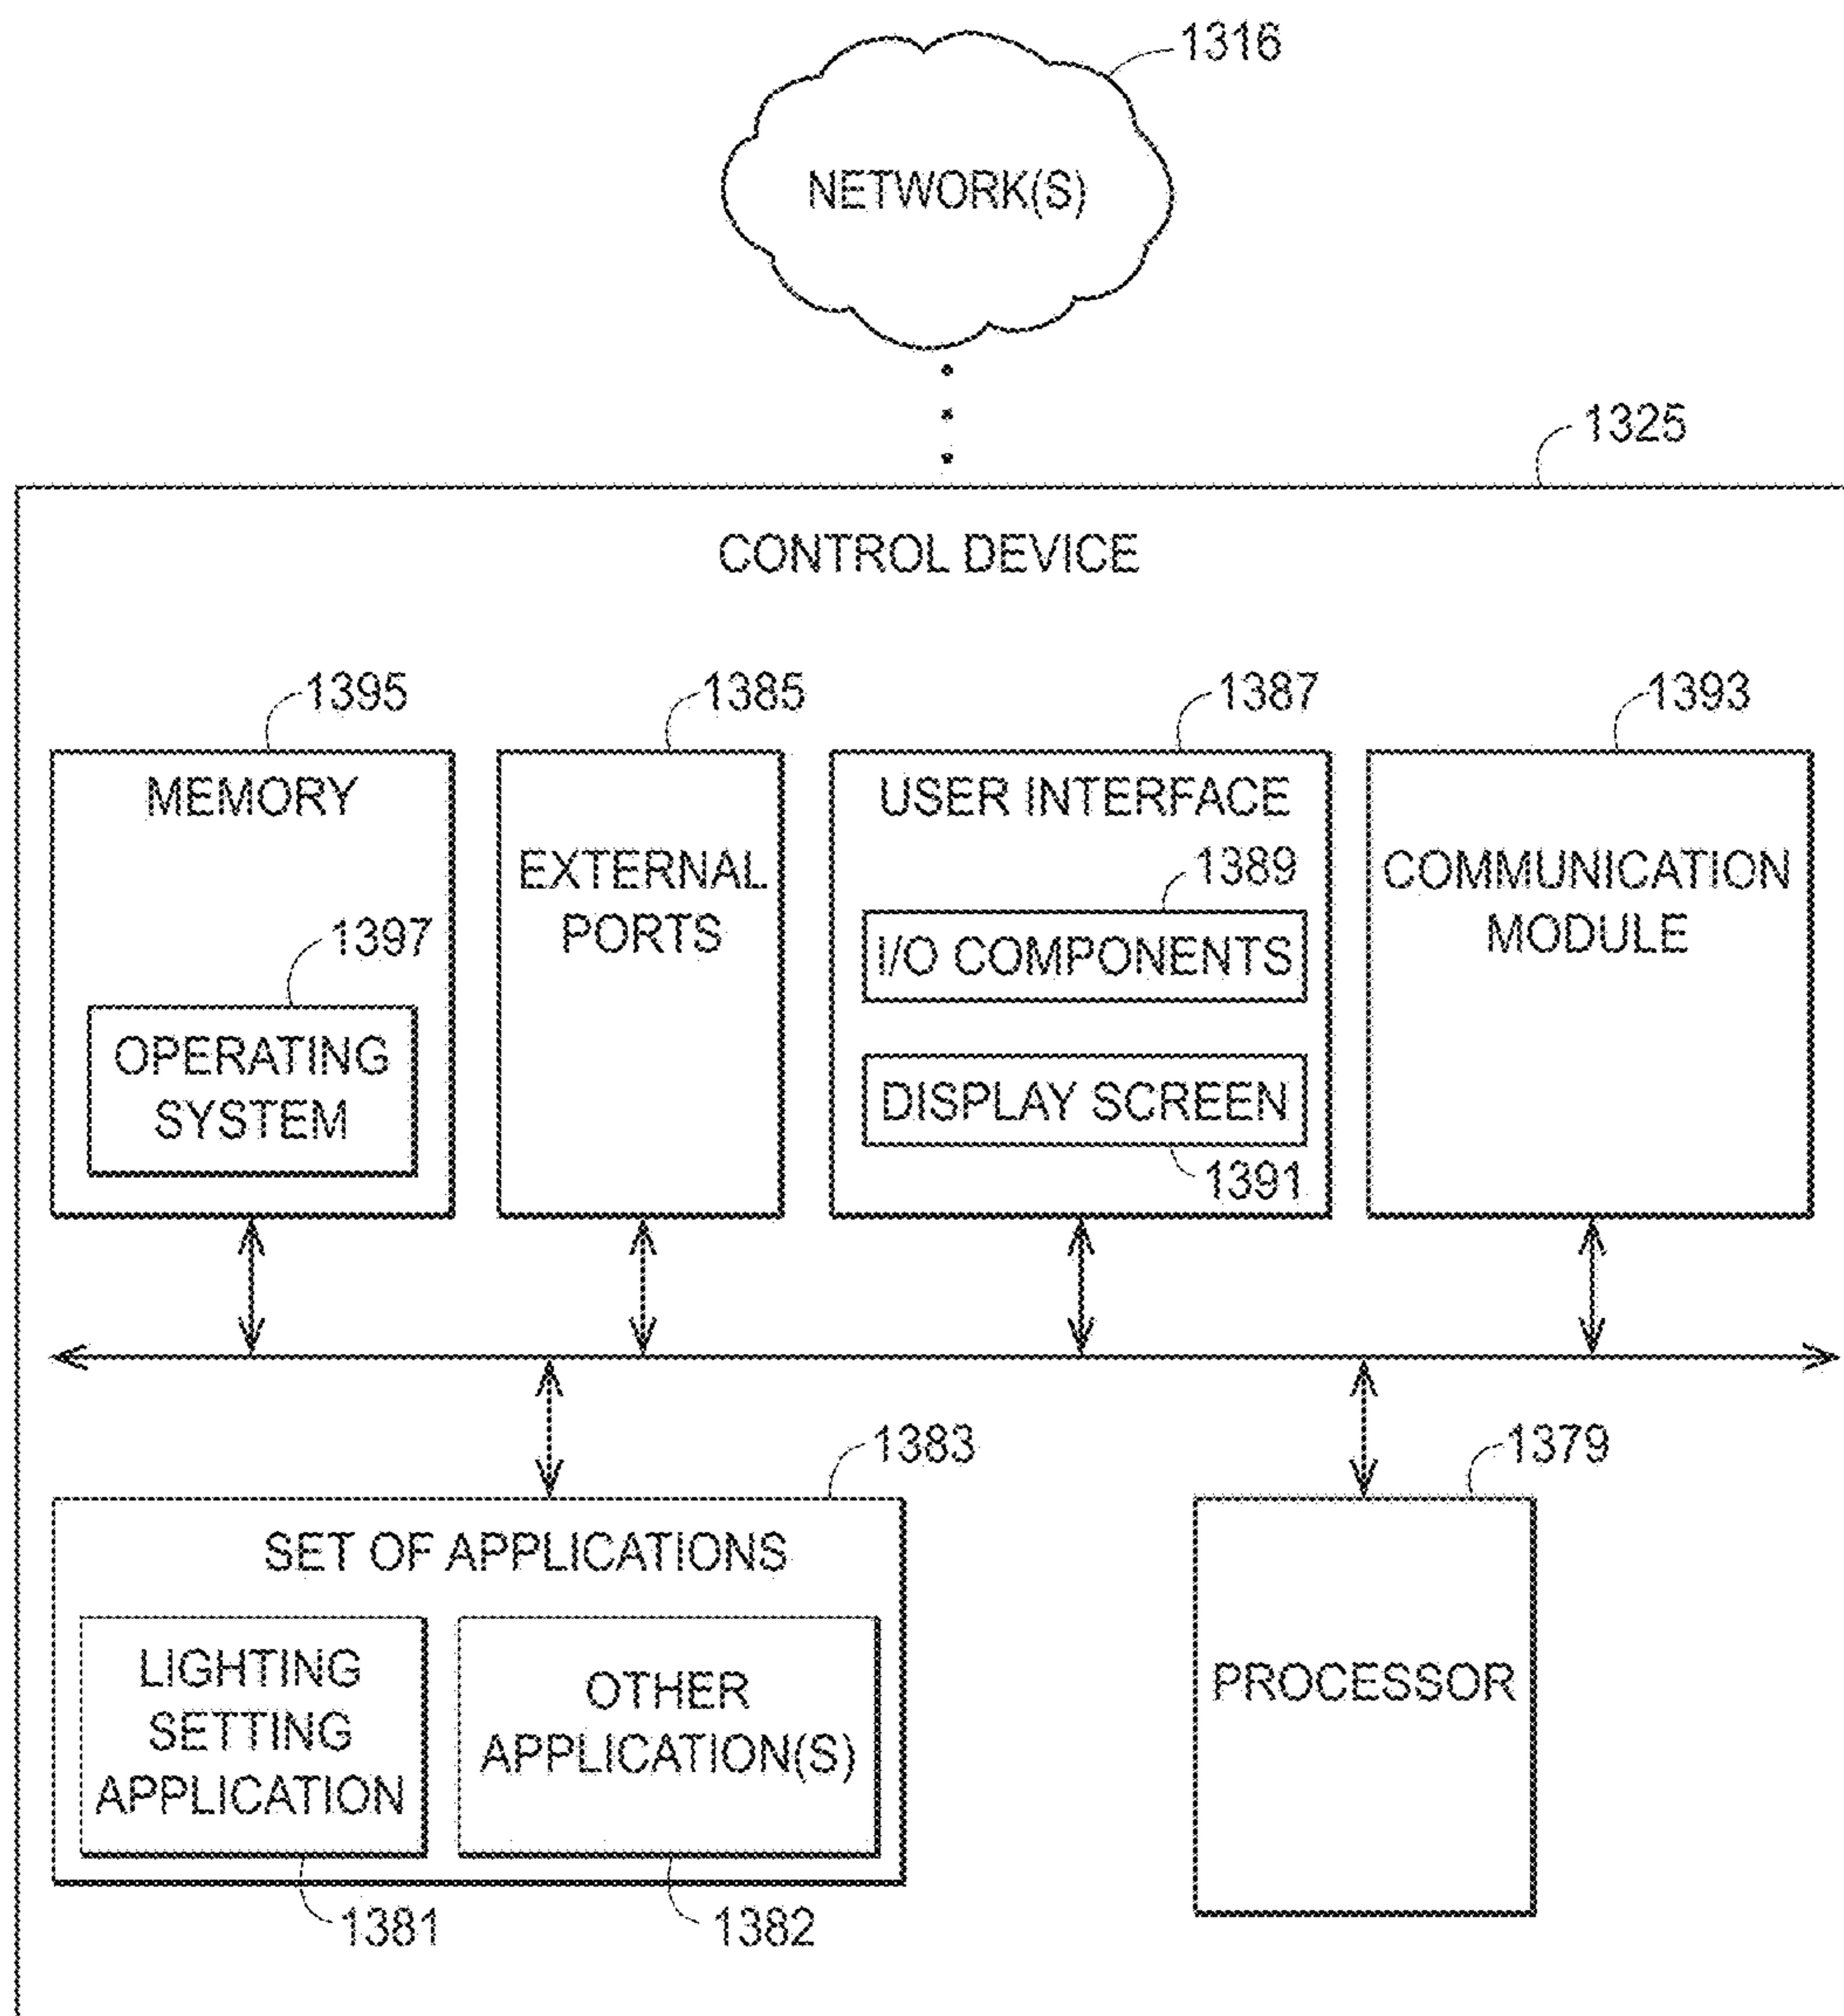 1316
NETWORK(S)
1325
CONTROL DEVICE
1395
1385
1387
1393
MEMORY
1397
OPERATING
SYSTEM
EXTERNAL
PORTS
USER INTERFACE
1389
I/O COMPONENTS
DISPLAY SCREEN
1391
COMMUNICATION
MODULE
1383
1379
SET OF APPLICATIONS
LIGHTING
SETTING
APPLICATION
OTHER
APPLICATION(S)
1381
1382
PROCESSOR